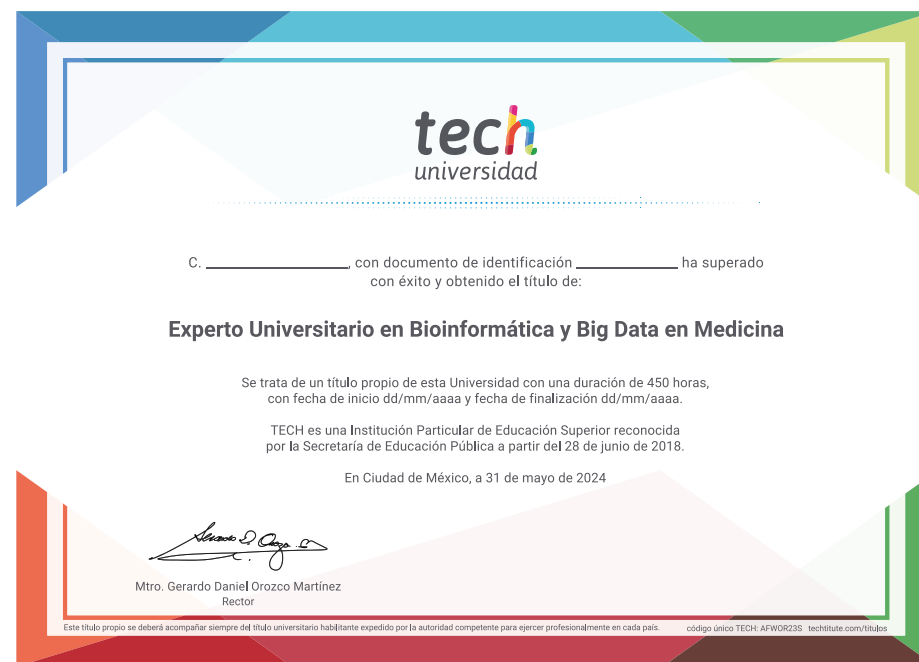 tech
universidad
C. __________________, con documento de identificación _____________ ha superado
con éxito y obtenido el título de:
Experto Universitario en Bioinformática y Big Data en Medicina
Se trata de un título propio de esta Universidad con una duración de 450 horas,
con fecha de inicio dd/mm/aaaa y fecha de finalización dd/mm/aaaa.
TECH es una Institución Particular de Educación Superior reconocida
por la Secretaría de Educación Pública a partir del 28 de junio de 2018.
En Ciudad de México, a 31 de mayo de 2024
Mtro. Gerardo Daniel Orozco Martínez
Rector
Este título propio se deberá acompañar siempre del título universitario habilitante expedido por la autoridad competente para ejercer profesionalmente en cada país. código único TECH: AFWOR23S techtitute.com/titulos